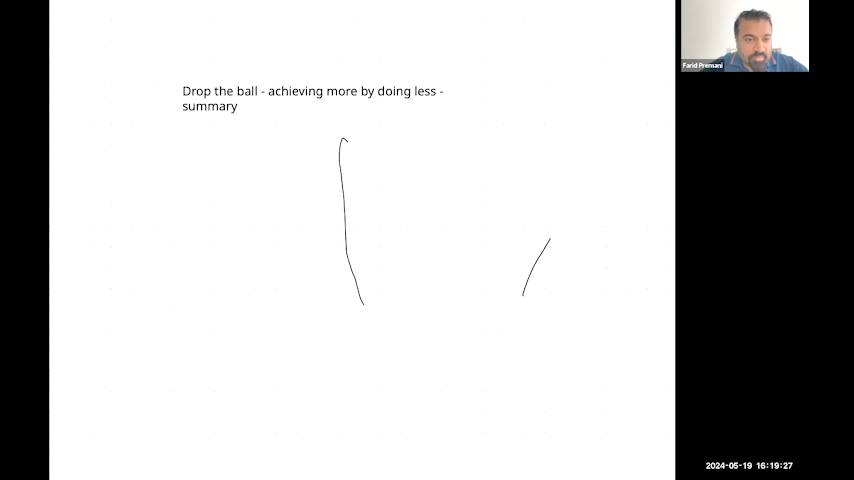 Drop the ball - achieving more by doing less -
summary
Farid Premani
2024-05-19 16:19:27